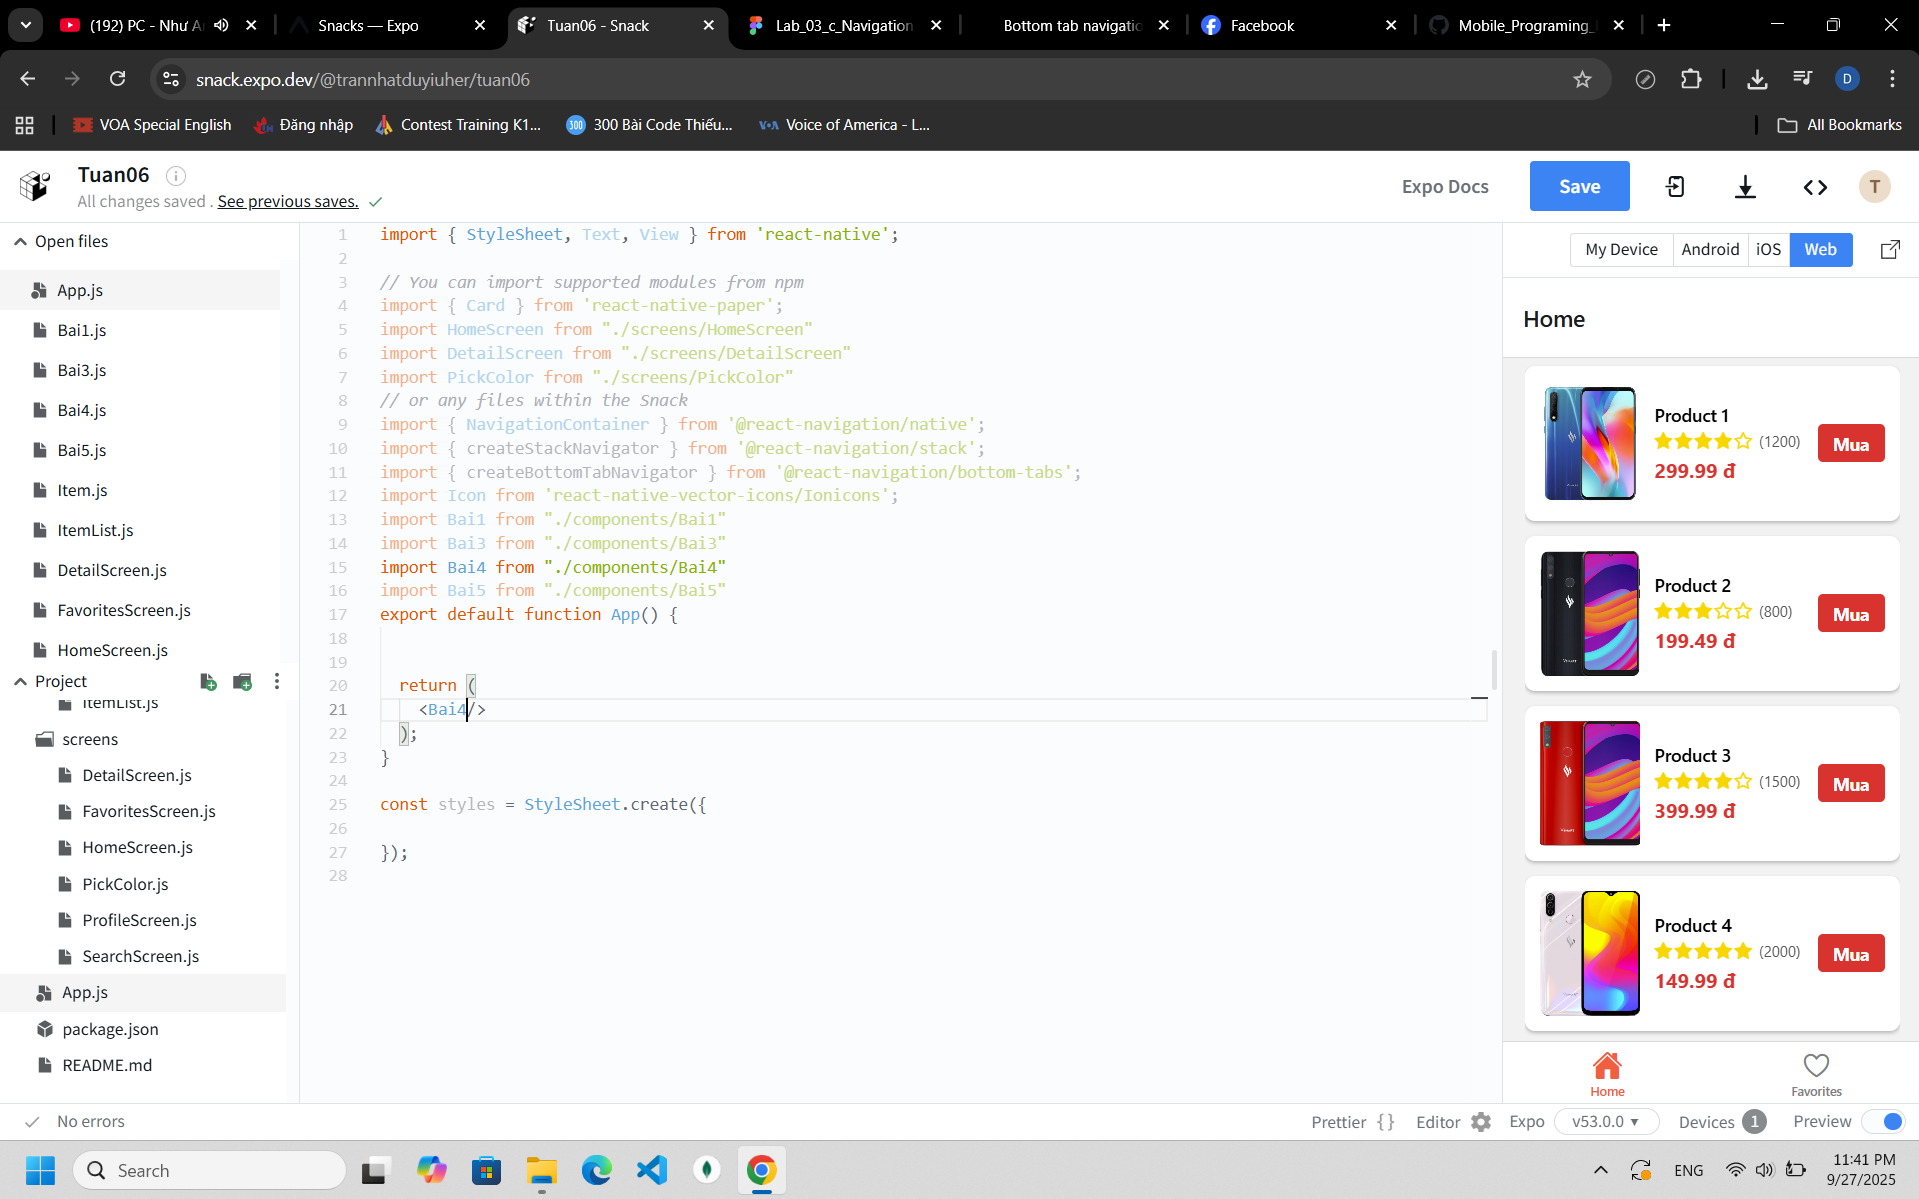 (192) PC - Như A
Snacks — Expo
Tuan06 - Snack
Lab_03_c_Navigation
Bottom tab navigatio
Facebook
Mobile_Programing_
snack.expo.dev/@trannhatduyiuher/tuan06
D
VOA Special English
Đăng nhập
Contest Training K1...
300 Bài Code Thiếu...
Voice of America - L...
All Bookmarks
Tuan06
All changes saved . See previous saves.
Expo Docs
Save
T
Open files
App.js
Bai1.js
Bai3.js
Bai4.js
Bai5.js
Item.js
ItemList.js
DetailScreen.js
FavoritesScreen.js
HomeScreen.js
Project
ItemList.js
screens
DetailScreen.js
FavoritesScreen.js
HomeScreen.js
PickColor.js
ProfileScreen.js
SearchScreen.js
App.js
package.json
README.md
1 import { StyleSheet, Text, View } from 'react-native';
2
3 // You can import supported modules from npm
4 import { Card } from 'react-native-paper';
5 import HomeScreen from "./screens/HomeScreen"
6 import DetailScreen from "./screens/DetailScreen"
7 import PickColor from "./screens/PickColor"
8 // or any files within the Snack
9 import { NavigationContainer } from '@react-navigation/native';
10 import { createStackNavigator } from '@react-navigation/stack';
11 import { createBottomTabNavigator } from '@react-navigation/bottom-tabs';
12 import Icon from 'react-native-vector-icons/Ionicons';
13 import Bai1 from "./components/Bai1"
14 import Bai3 from "./components/Bai3"
15 import Bai4 from "./components/Bai4"
16 import Bai5 from "./components/Bai5"
17 export default function App() {
18
19
20 return (
21 <Bai4/>
22 );
23 }
24
25 const styles = StyleSheet.create({
26
27 });
28
My Device
Android
iOS
Web
Home
Product 1
(1200)
299.99 đ
Mua
Product 2
(800)
199.49 đ
Mua
Product 3
(1500)
399.99 đ
Mua
Product 4
(2000)
149.99 đ
Mua
Home
Favorites
No errors
Prettier { }
Editor
Expo
v53.0.0
Devices 1
Preview
Search
ENG
11:41 PM
9/27/2025